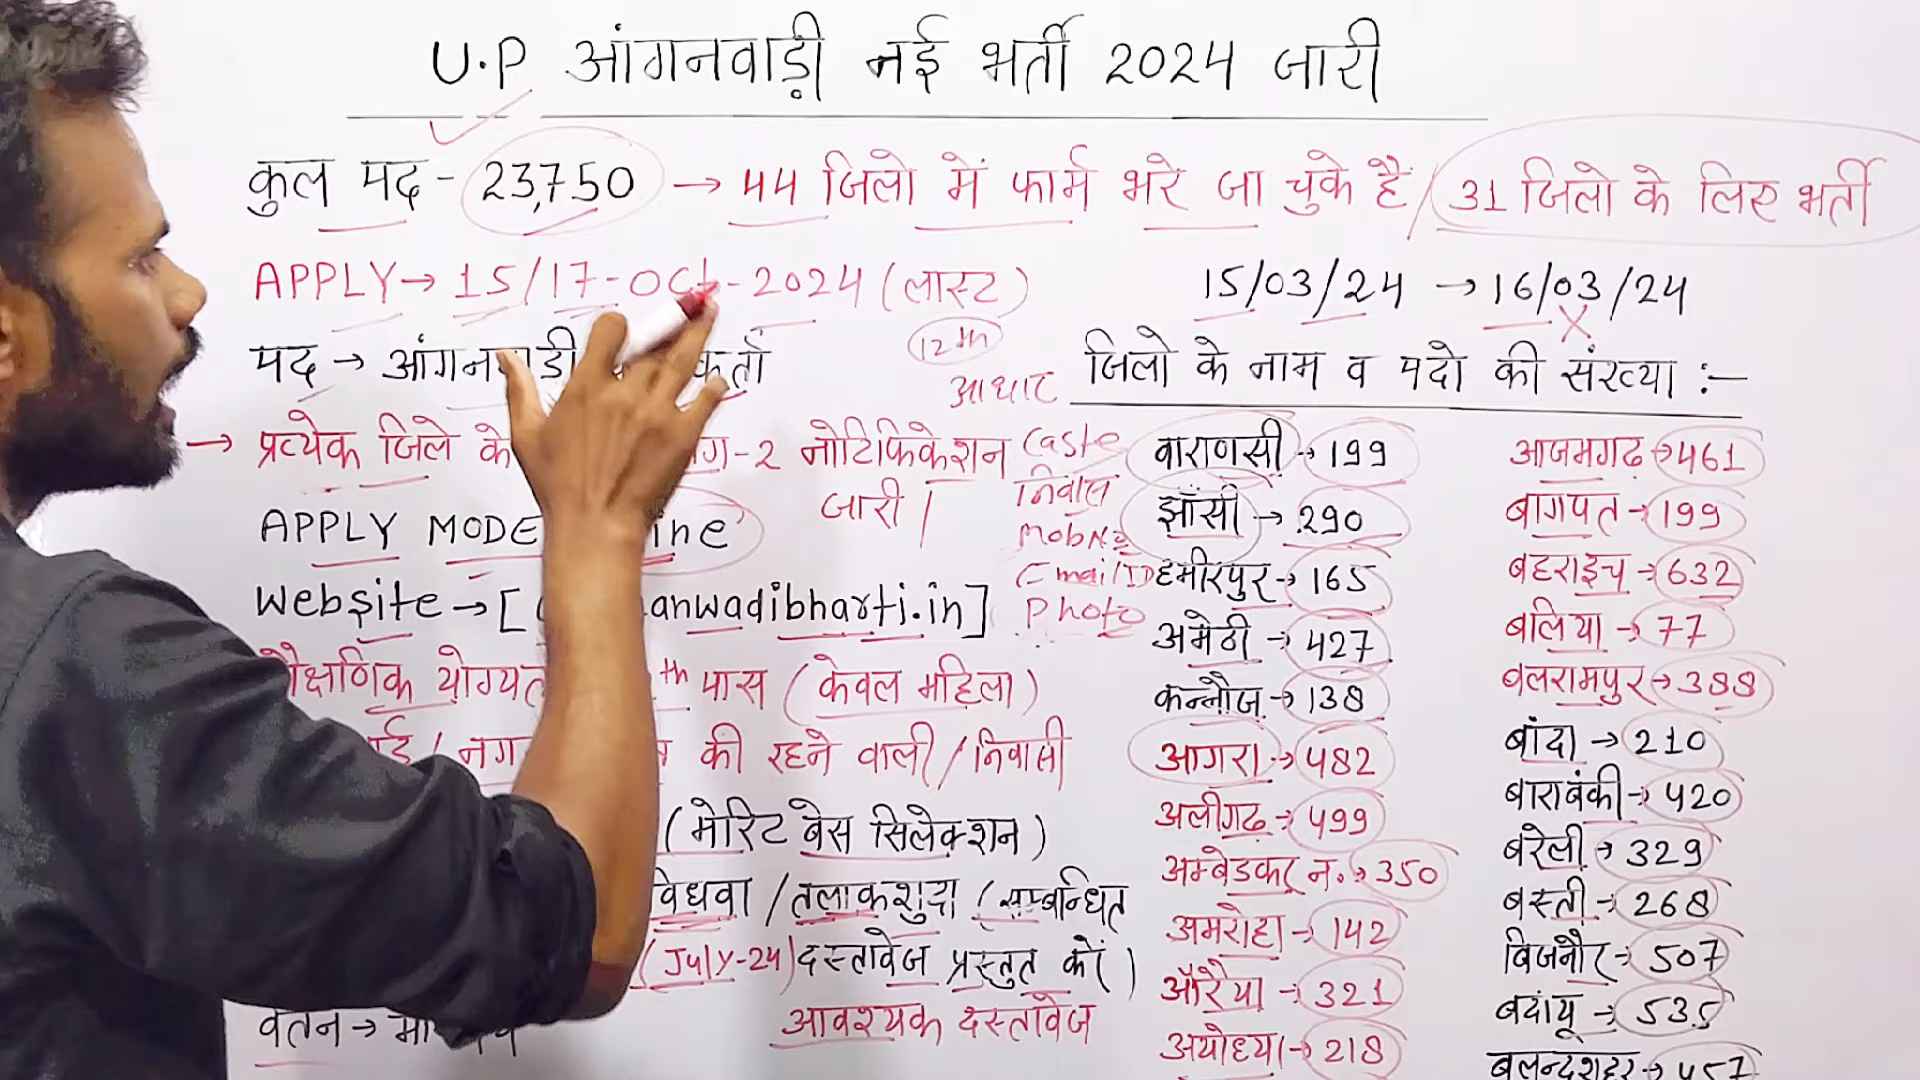 U.P आंगनवाड़ी नई भर्ती 2024 जारी
कुल पद - 23,750 → 44 जिलो में फार्म भरे जा चुके हैं / 31 जिलो के लिए भर्ती
APPLY → 15/17-Oct-2024 (लास्ट)
15/03/24 → 16/03/24
पद →
12th
जिलो के नाम व पदो की संख्या :-
आधार
→ प्रत्येक जिले के
-2 नोटिफिकेशन
जारी |
Caste
निवास
Mob No
Email ID
Photo
APPLY MODE
Website → [
anwadibharti.in]
योग्यता
th पास (केवल महिला)
की रहने वाली / निवासी
(मेरिट बेस सिलेक्शन)
विधवा / तलाकशुदा (सम्बन्धित
(July-24) दस्तावेज प्रस्तुत करें)
वेतन →
आवश्यक दस्तावेज
वाराणसी → 199
झाँसी → 290
हमीरपुर → 165
अमेठी → 427
कन्नौज → 138
आगरा → 482
अलीगढ → 499
अम्बेडकर न. → 350
अमरोहा → 142
औरैया → 321
अयोध्या → 218
आजमगढ → 461
बागपत → 199
बहराइच → 632
बलिया → 77
बलरामपुर → 388
बांदा → 210
बाराबंकी → 420
बरेली → 329
बस्ती → 268
बिजनौर → 507
बदांयू → 535
बुलन्दशहर → 457